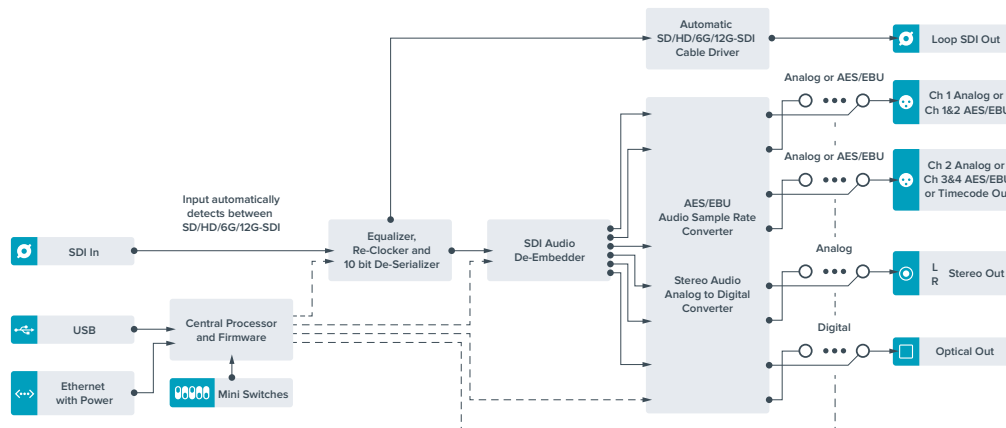 Automatic
SD/HD/6G/12G-SDI
Cable Driver
Loop SDI Out
Analog or AES/EBU
Ch 1 Analog or
Ch 1&2 AES/EBU
Analog or AES/EBU
Ch 2 Analog or
Ch 3&4 AES/EBU
or Timecode Ou
Input automatically
detects between
SD/HD/6G/12G-SDI
SDI In
Equalizer,
Re-Clocker and
10 bit De-Serializer
SDI Audio
De-Embedder
AES/EBU
Audio Sample Rate
Converter
Stereo Audio
Analog to Digital
Converter
Analog
L
R
Stereo Out
USB
Central Processor
and Firmware
Digital
Optical Out
Ethernet
with Power
Mini Switches